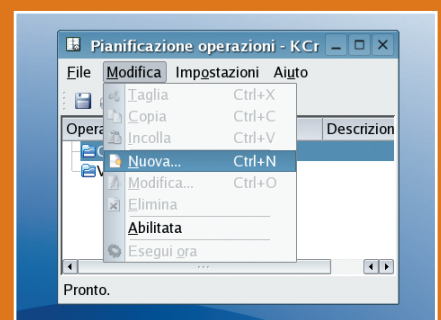 Pianificazione operazioni - KCr
File Modifica Impostazioni Aiuto
Taglia Ctrl+X
Copia Ctrl+C
Incolla Ctrl+V
Nuova... Ctrl+N
Modifica... Ctrl+O
Elimina
Abilitata
Esegui ora
Opera
Descrizion
V
Pronto.